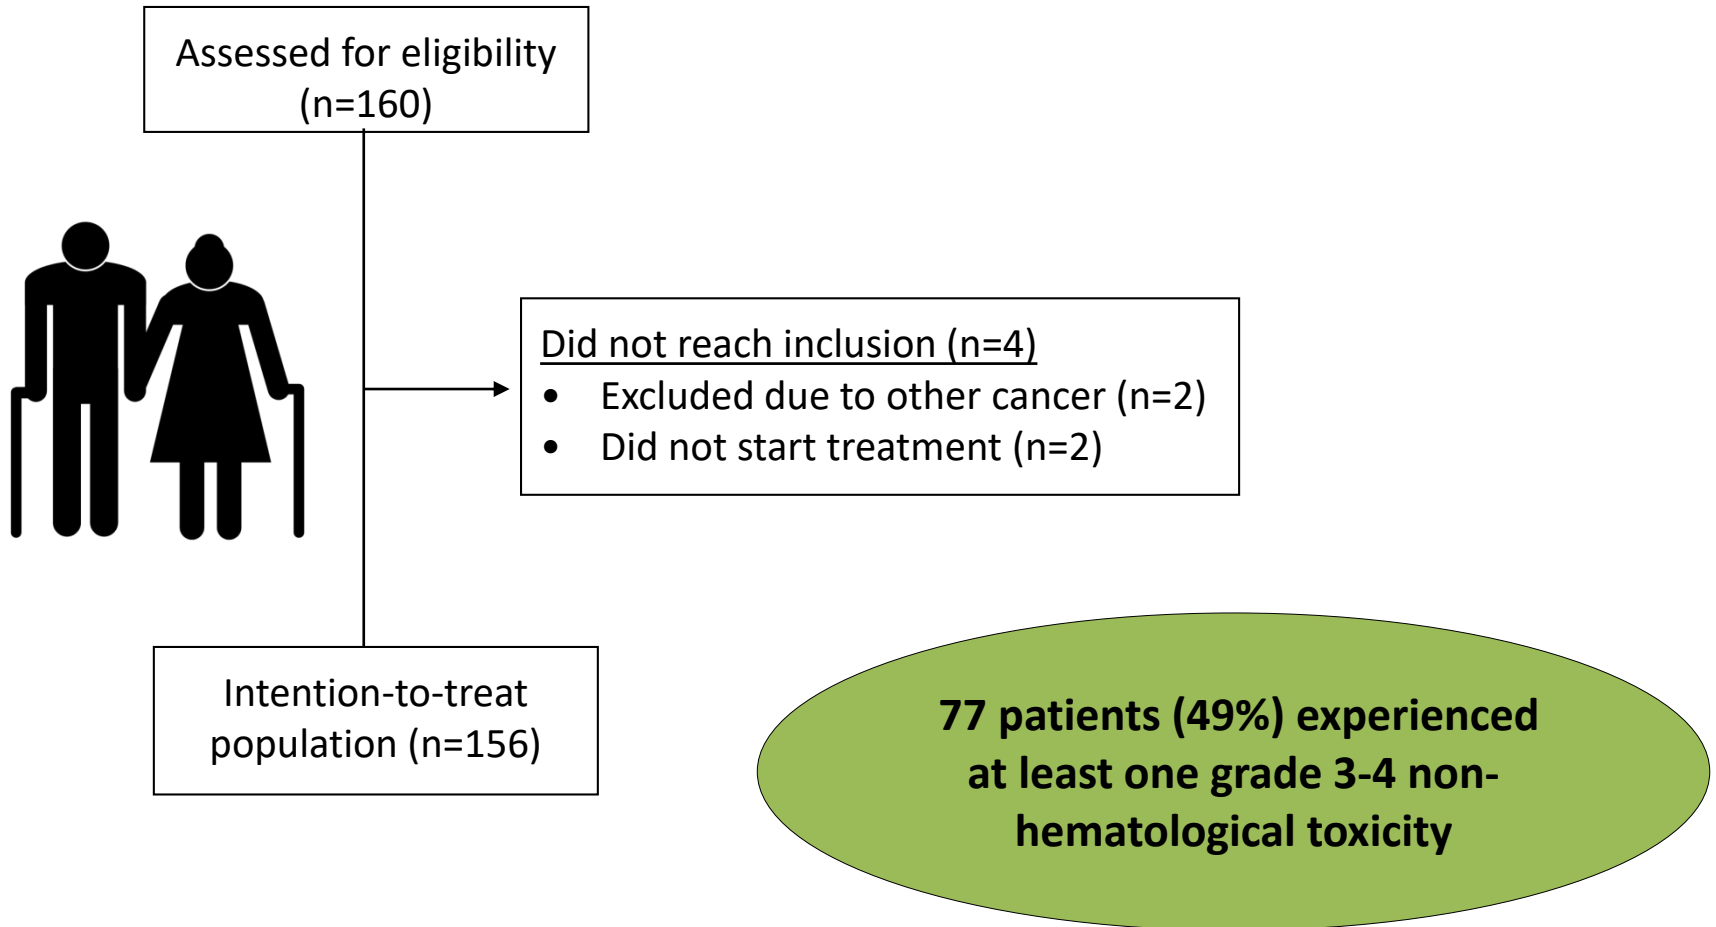 Assessed for eligibility
(n=160)
Did not reach inclusion (n=4)
• Excluded due to other cancer (n=2)
• Did not start treatment (n=2)
Intention-to-treat
population (n=156)
77 patients (49%) experienced
at least one grade 3-4 non-
hematological toxicity